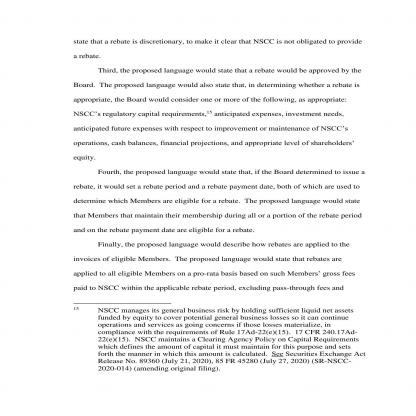 state that a rebate is discretionary, to make it clear that NSCC is not obligated to provide
a rebate.
Third, the proposed language would state that a rebate would be approved by the
Board. The proposed language would also state that, in determining whether a rebate is
appropriate, the Board would consider one or more of the following, as appropriate:
NSCC's regulatory capital requirements,15 anticipated expenses, investment needs,
anticipated future expenses with respect to improvement or maintenance of NSCC's
operations, cash balances, financial projections, and appropriate level of shareholders'
equity.
Fourth, the proposed language would state that, if the Board determined to issue a
rebate, it would set a rebate period and a rebate payment date, both of which are used to
determine which Members are eligible for a rebate. The proposed language would state
that Members that maintain their membership during all or a portion of the rebate period
and on the rebate payment date are eligible for a rebate.
Finally, the proposed language would describe how rebates are applied to the
invoices of eligible Members. The proposed language would state that rebates are
applied to all eligible Members on a pro-rata basis based on such Members' gross fees
paid to NSCC within the applicable rebate period, excluding pass-through fees and
15 NSCC manages its general business risk by holding sufficient liquid net assets
funded by equity to cover potential general business losses so it can continue
operations and services as going concerns if those losses materialize, in
compliance with the requirements of Rule 17Ad-22(e)(15). 17 CFR 240.17Ad-
22(e)(15). NSCC maintains a Clearing Agency Policy on Capital Requirements
which defines the amount of capital it must maintain for this purpose and sets
forth the manner in which this amount is calculated. See Securities Exchange Act
Release No. 89360 (July 21, 2020), 85 FR 45280 (July 27, 2020) (SR-NSCC-
2020-014) (amending original filing).